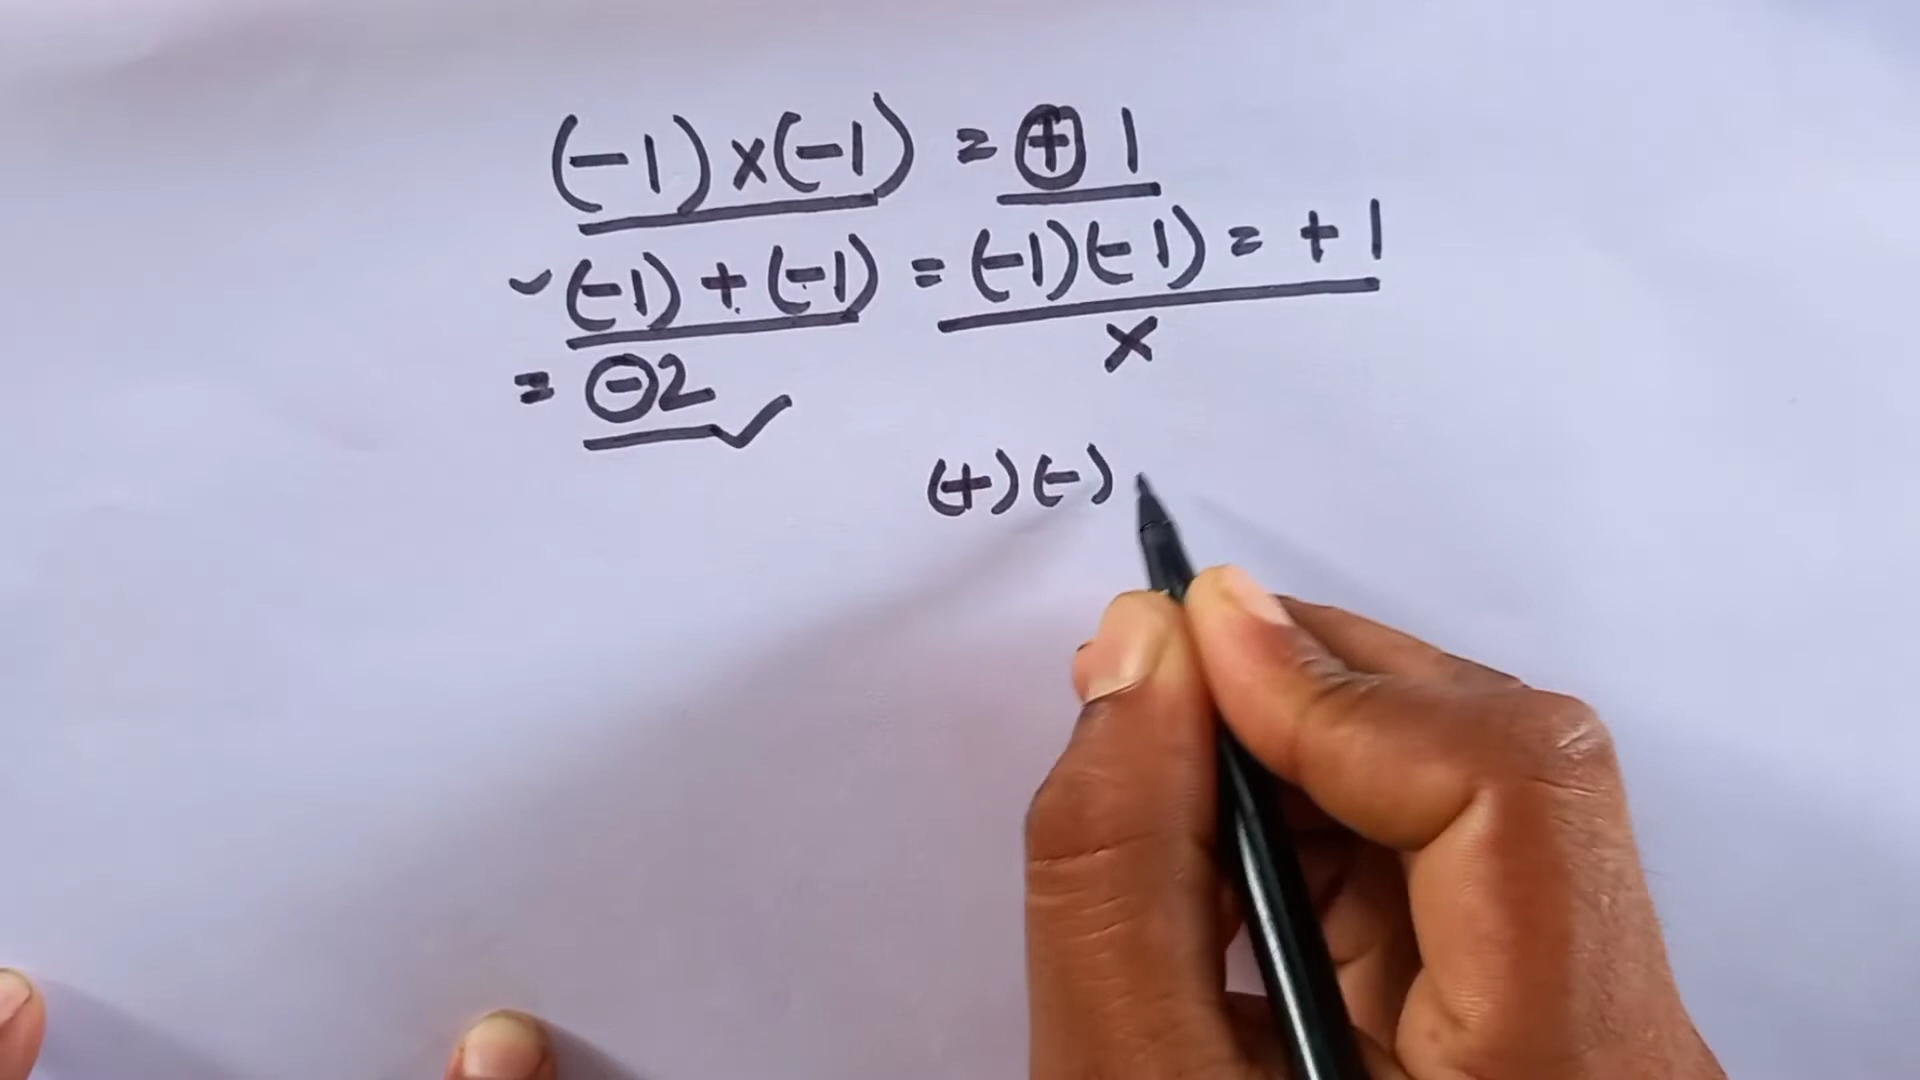 (-1)×(-1) = + 1
(-1)+(-1) = (-1)(-1) = +1
×
= -2 ✓
(+)(-)